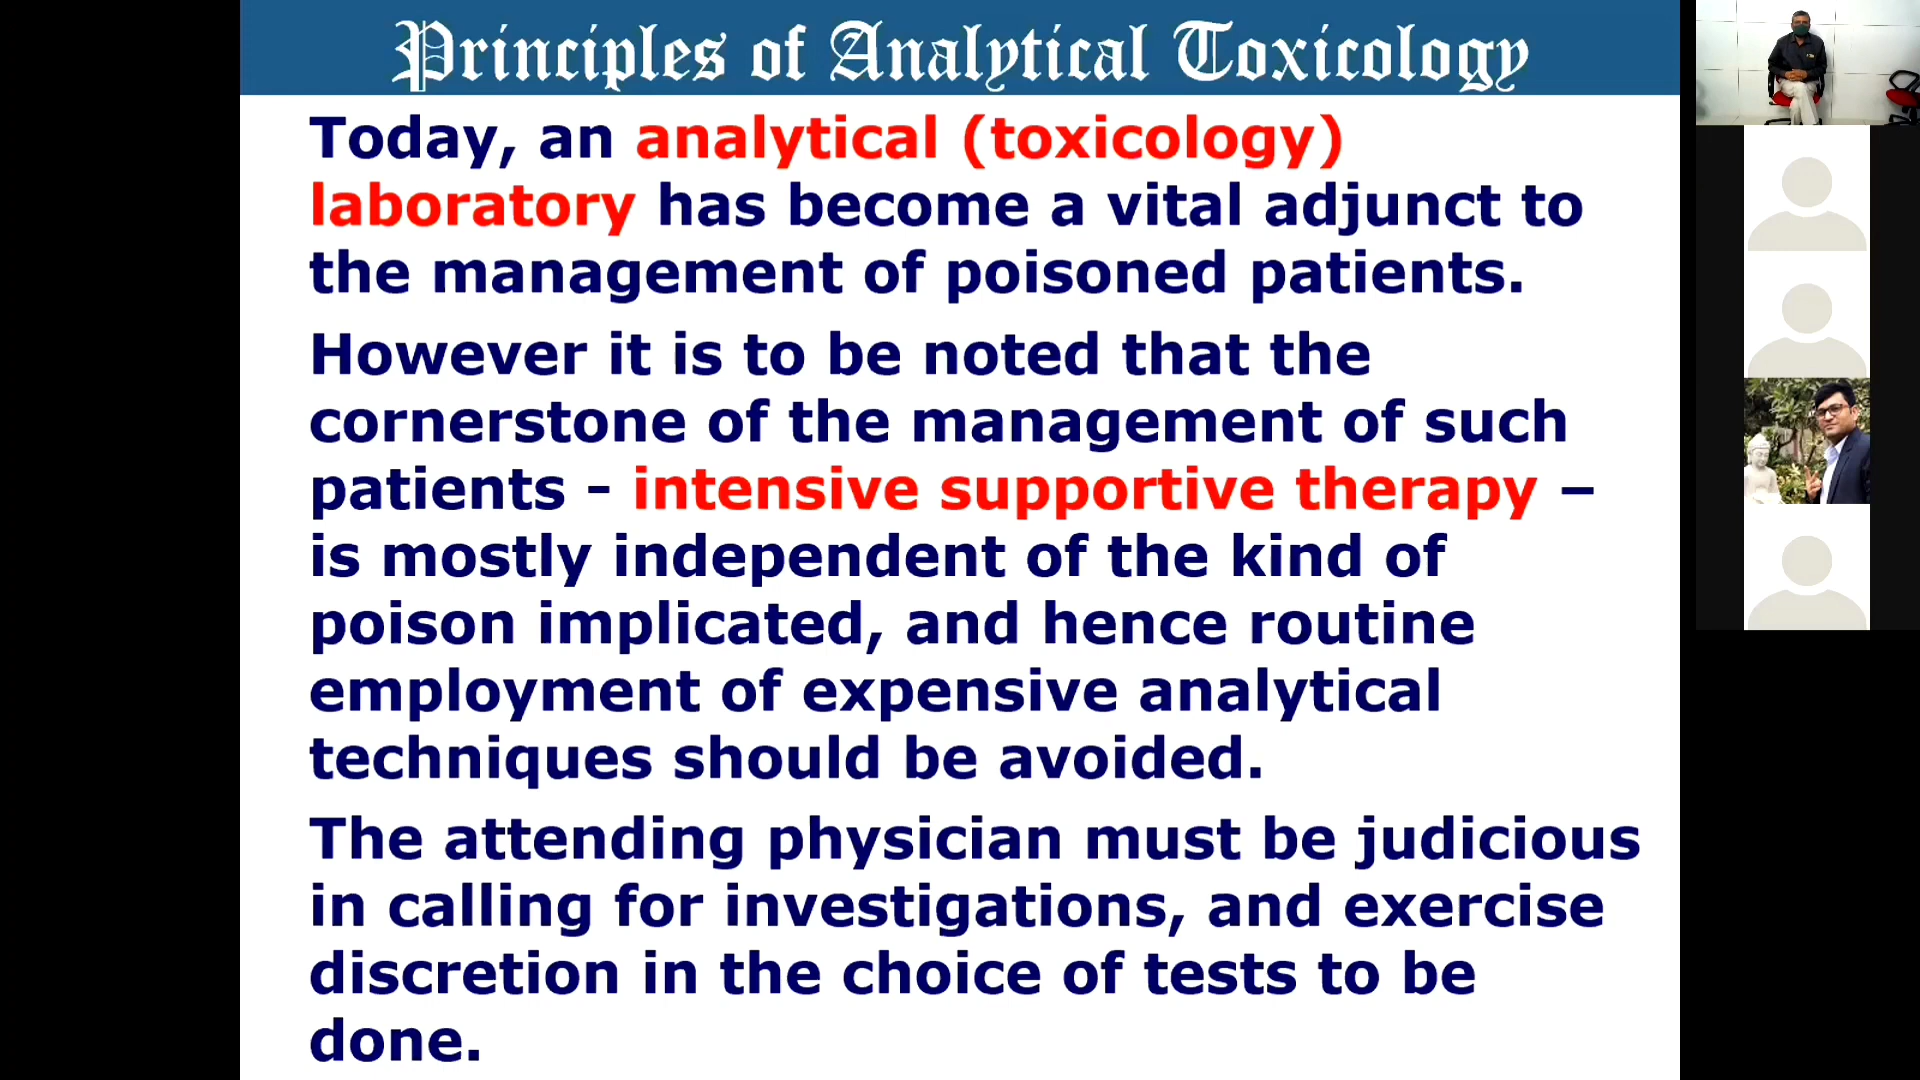 Principles of Analytical Toxicology
Today, an analytical (toxicology)
laboratory has become a vital adjunct to
the management of poisoned patients.
However it is to be noted that the
cornerstone of the management of such
patients - intensive supportive therapy –
is mostly independent of the kind of
poison implicated, and hence routine
employment of expensive analytical
techniques should be avoided.
The attending physician must be judicious
in calling for investigations, and exercise
discretion in the choice of tests to be
done.